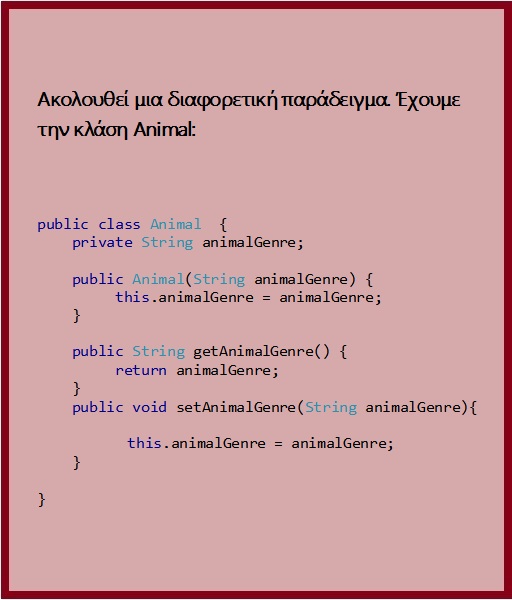 Ακολουθεί μια διαφορετική παράδειγμα. Έχουμε
την κλάση Animal:
public class Animal  {
    private String animalGenre;
    public Animal(String animalGenre) {
         this.animalGenre = animalGenre;
    }
    public String getAnimalGenre() {
         return animalGenre;
    }
    public void setAnimalGenre(String animalGenre){
          this.animalGenre = animalGenre;
    }
}